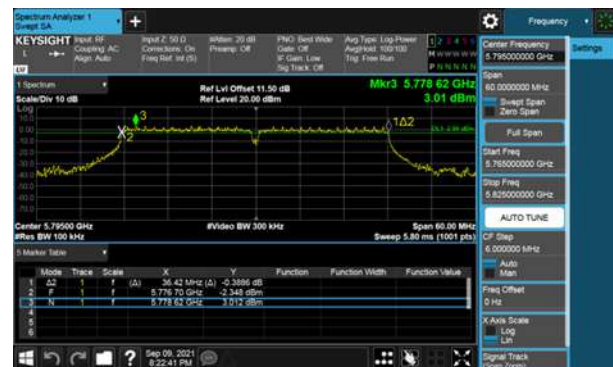 Spectrum Analyzer 1
Swept SA
Frequency
KEYSIGHT
Input: RF
Coupling: AC
Align: Auto
Input Z: 50 Ω
Corrections: On
Freq Ref: Int (S)
#Atten: 20 dB
Preamp: Off
PNO: Best Wide
Gate: Off
IF Gain: Low
Sig Track: Off
Avg Type: Log-Power
Avg|Hold: 100/100
Trig: Free Run
M W W W W W
P N N N N N
1 Spectrum
Scale/Div 10 dB
Ref Lvl Offset 11.50 dB
Ref Level 20.00 dBm
Mkr3 5.778 62 GHz
3.01 dBm
Log
10.0
0.00
3
2
1Δ2
Center 5.79500 GHz
#Res BW 100 kHz
#Video BW 300 kHz
Span 60.00 MHz
Sweep 5.80 ms (1001 pts)
5 Marker Table
Mode Trace Scale X Y Function Function Width Function Value
1 Δ2 1 f (Δ) 36.42 MHz (Δ) -0.3886 dB
2 F 1 f 5.776 70 GHz -2.348 dBm
3 N 1 f 5.778 62 GHz 3.012 dBm
4
5
6
Sep 09, 2021
8:22:41 PM
Center Frequency
5.795000000 GHz
Settings
Span
60.0000000 MHz
Swept Span
Zero Span
Full Span
Start Freq
5.765000000 GHz
Stop Freq
5.825000000 GHz
AUTO TUNE
CF Step
6.000000 MHz
Auto
Man
Freq Offset
0 Hz
X Axis Scale
Log
Lin
Signal Track
(Span Zoom)